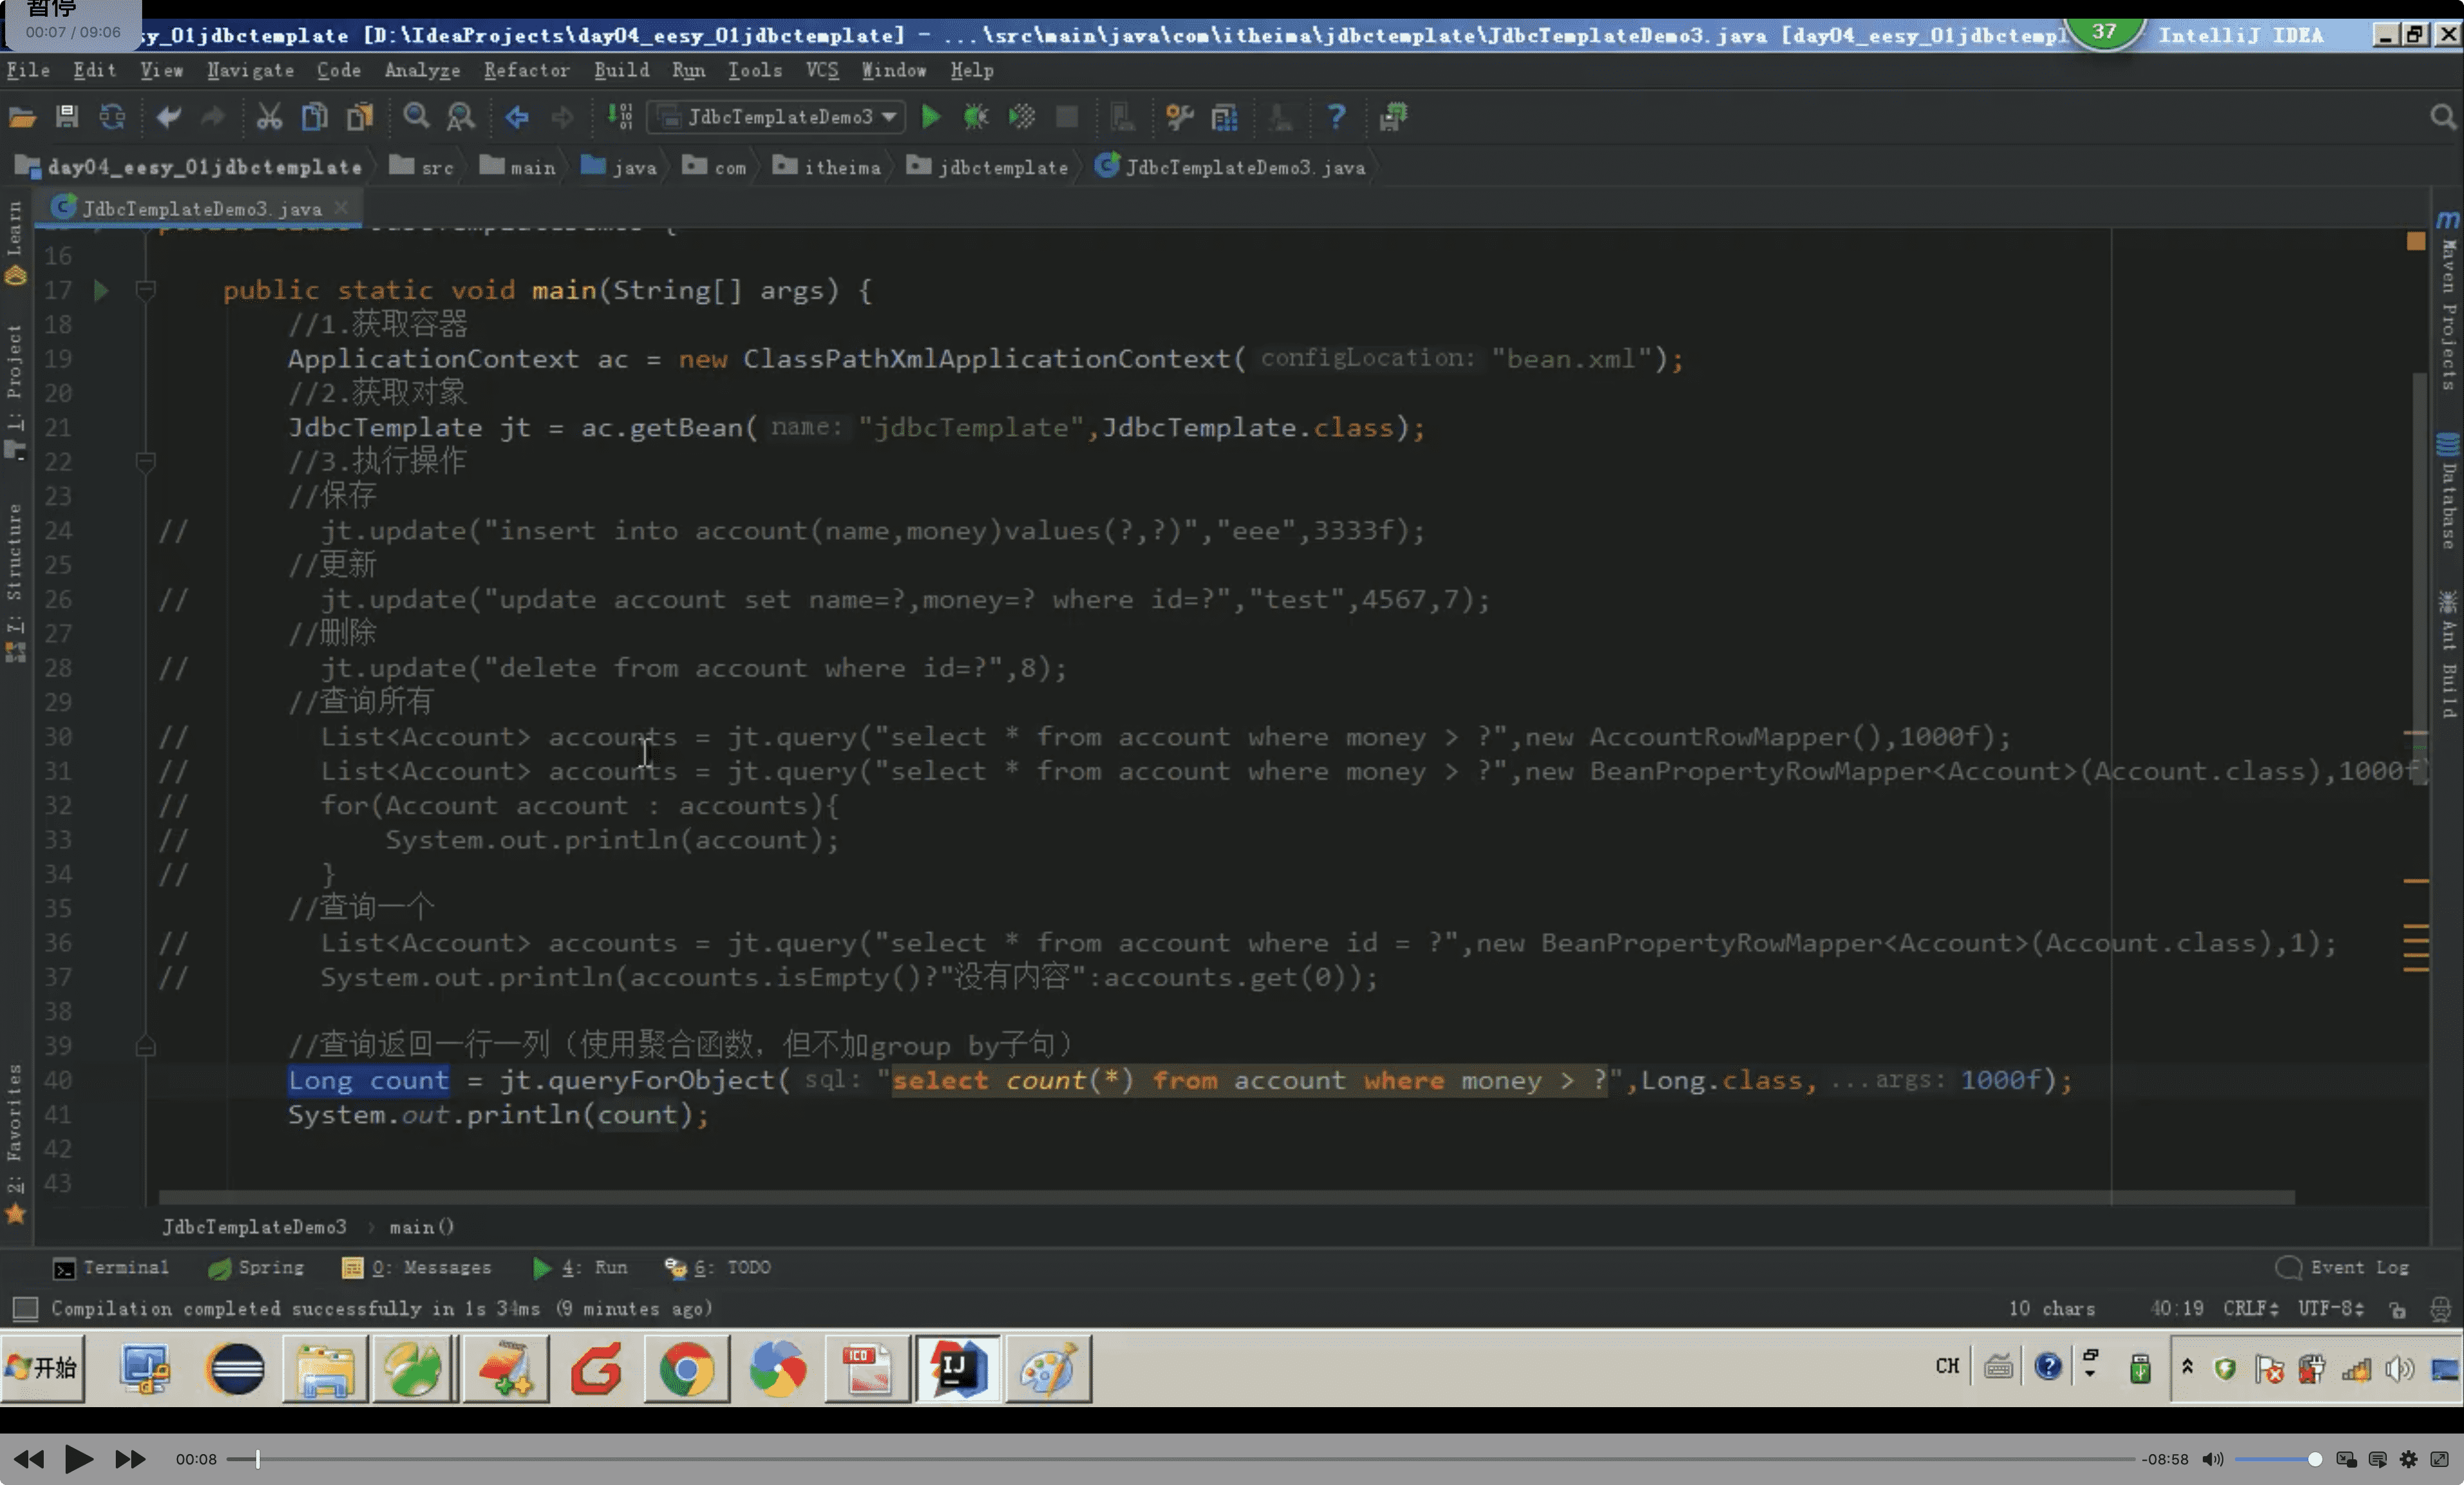 暂停
00:07 / 09:06
sy_01jdbctemplate [D:\IdeaProjects\day04_eesy_01jdbctemplate] - ...\src\main\java\com\itheima\jdbctemplate\JdbcTemplateDemo3.java [day04_eesy_01jdbctempl
37
IntelliJ IDEA
File Edit View Navigate Code Analyze Refactor Build Run Tools VCS Window Help
JdbcTemplateDemo3
day04_eesy_01jdbctemplate src main java com itheima jdbctemplate JdbcTemplateDemo3.java
JdbcTemplateDemo3.java
Learn
1: Project
7: Structure
2: Favorites
16
17 public static void main(String[] args) {
18 //1.获取容器
19 ApplicationContext ac = new ClassPathXmlApplicationContext( configLocation: "bean.xml");
20 //2.获取对象
21 JdbcTemplate jt = ac.getBean( name: "jdbcTemplate",JdbcTemplate.class);
22 //3.执行操作
23 //保存
24 // jt.update("insert into account(name,money)values(?,?)","eee",3333f);
25 //更新
26 // jt.update("update account set name=?,money=? where id=?","test",4567,7);
27 //删除
28 // jt.update("delete from account where id=?",8);
29 //查询所有
30 // List<Account> accounts = jt.query("select * from account where money > ?",new AccountRowMapper(),1000f);
31 // List<Account> accounts = jt.query("select * from account where money > ?",new BeanPropertyRowMapper<Account>(Account.class),1000f)
32 // for(Account account : accounts){
33 // System.out.println(account);
34 // }
35 //查询一个
36 // List<Account> accounts = jt.query("select * from account where id = ?",new BeanPropertyRowMapper<Account>(Account.class),1);
37 // System.out.println(accounts.isEmpty()?"没有内容":accounts.get(0));
38
39 //查询返回一行一列（使用聚合函数，但不加group by子句）
40 Long count = jt.queryForObject( sql: "select count(*) from account where money > ?",Long.class, ...args: 1000f);
41 System.out.println(count);
42
43
Maven Projects
Database
Ant Build
JdbcTemplateDemo3 main()
Terminal Spring 0: Messages 4: Run 6: TODO Event Log
Compilation completed successfully in 1s 34ms (9 minutes ago) 10 chars 40:19 CRLF UTF-8
开始 ICO IJ CH
00:08 -08:58